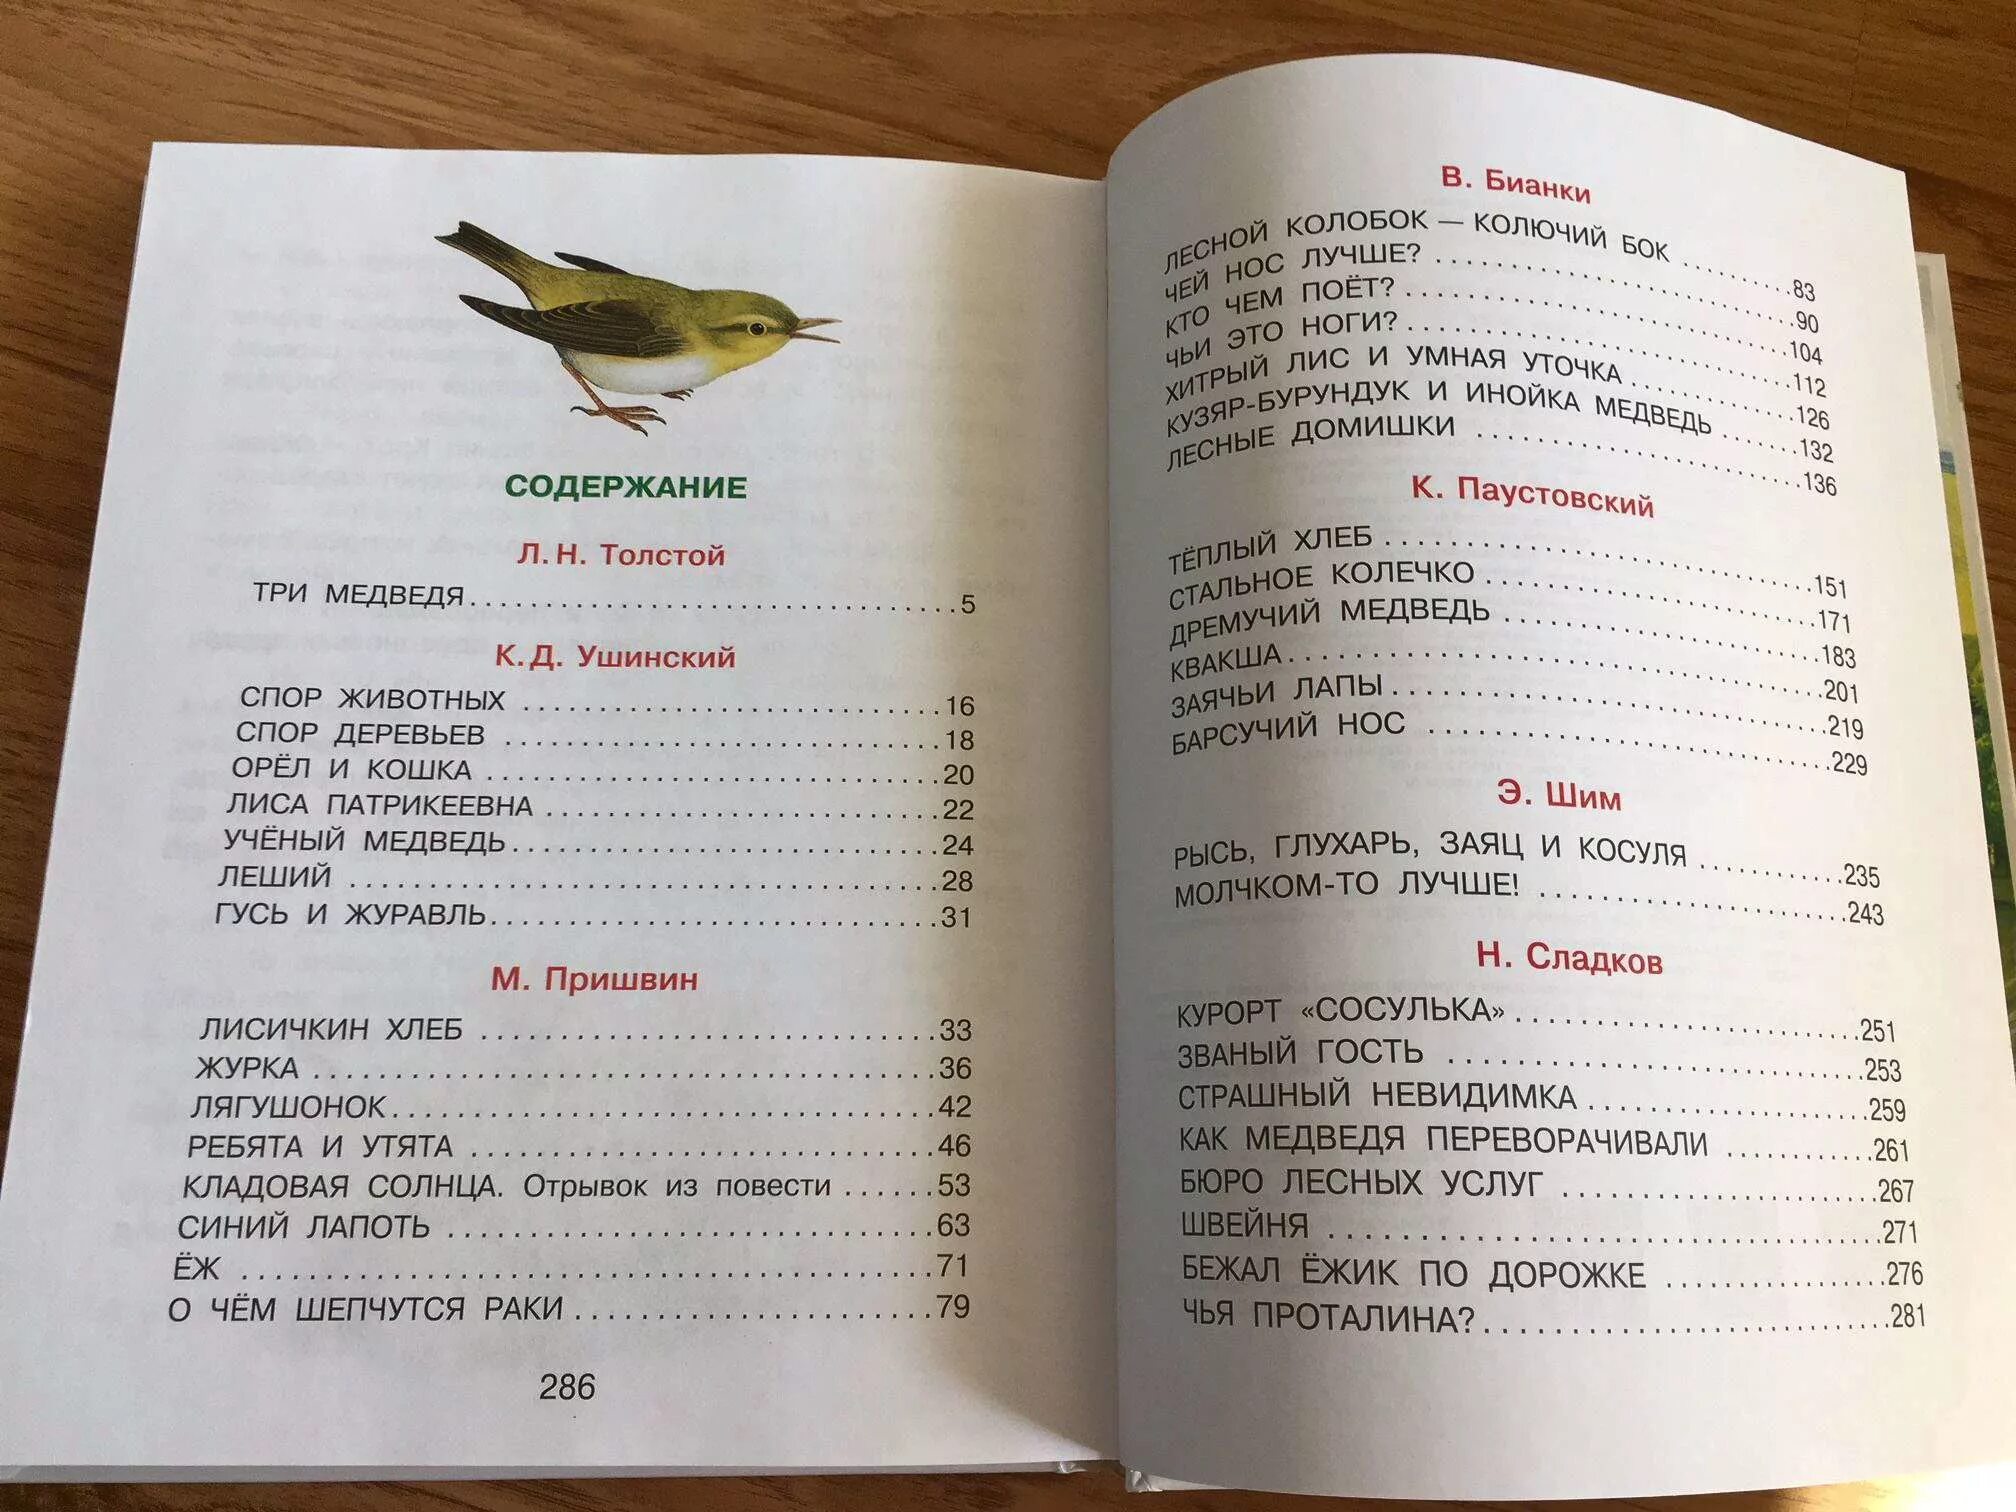 СОДЕРЖАНИЕ
Л. Н. Толстой
ТРИ МЕДВЕДЯ.................................5
К. Д. Ушинский
СПОР ЖИВОТНЫХ ............................16
СПОР ДЕРЕВЬЕВ .............................18
ОРЁЛ И КОШКА ..............................20
ЛИСА ПАТРИКЕЕВНА .........................22
УЧЁНЫЙ МЕДВЕДЬ............................24
ЛЕШИЙ ......................................28
ГУСЬ И ЖУРАВЛЬ.............................31
М. Пришвин
ЛИСИЧКИН ХЛЕБ .............................33
ЖУРКА .......................................36
ЛЯГУШОНОК..................................42
РЕБЯТА И УТЯТА .............................46
КЛАДОВАЯ СОЛНЦА. Отрывок из повести ......53
СИНИЙ ЛАПОТЬ ..............................63
ЁЖ ..........................................71
О ЧЁМ ШЕПЧУТСЯ РАКИ ......................79
286
В. Бианки
ЛЕСНОЙ КОЛОБОК — КОЛЮЧИЙ БОК .........83
ЧЕЙ НОС ЛУЧШЕ? ..........................90
КТО ЧЕМ ПОЁТ? ...........................104
ЧЬИ ЭТО НОГИ? ...........................112
ХИТРЫЙ ЛИС И УМНАЯ УТОЧКА .............126
КУЗЯР-БУРУНДУК И ИНОЙКА МЕДВЕДЬ .......132
ЛЕСНЫЕ ДОМИШКИ ........................136
К. Паустовский
ТЁПЛЫЙ ХЛЕБ ..............................151
СТАЛЬНОЕ КОЛЕЧКО .......................171
ДРЕМУЧИЙ МЕДВЕДЬ .......................183
КВАКША....................................201
ЗАЯЧЬИ ЛАПЫ..............................219
БАРСУЧИЙ НОС ............................229
Э. Шим
РЫСЬ, ГЛУХАРЬ, ЗАЯЦ И КОСУЛЯ ...........235
МОЛЧКОМ-ТО ЛУЧШЕ! .....................243
Н. Сладков
КУРОРТ «СОСУЛЬКА» ........................251
ЗВАНЫЙ ГОСТЬ ............................253
СТРАШНЫЙ НЕВИДИМКА ...................259
КАК МЕДВЕДЯ ПЕРЕВОРАЧИВАЛИ ...........261
БЮРО ЛЕСНЫХ УСЛУГ .....................267
ШВЕЙНЯ ...................................271
БЕЖАЛ ЁЖИК ПО ДОРОЖКЕ ................276
ЧЬЯ ПРОТАЛИНА?..........................281